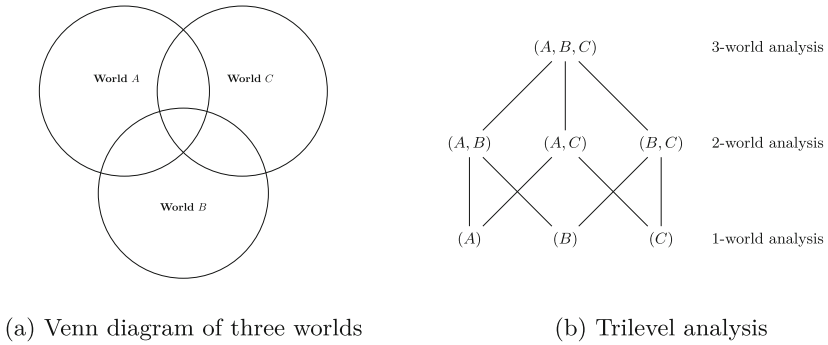 World A
World C
World B
(A, B, C)
3-world analysis
(A, B)
(A, C)
(B, C)
2-world analysis
(A)
(B)
(C)
1-world analysis
(a) Venn diagram of three worlds
(b) Trilevel analysis